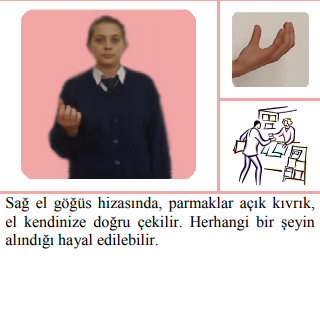 Sağ el göğüs hizasında, parmaklar açık kıvrık,
el kendinize doğru çekilir. Herhangi bir şeyin
alındığı hayal edilebilir.